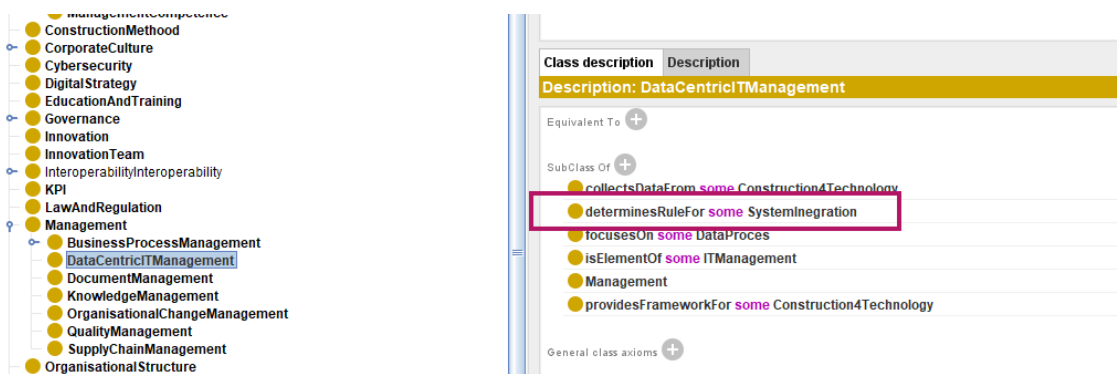 ManagementCompetence
ConstructionMethood
CorporateCulture
Cybersecurity
DigitalStrategy
EducationAndTraining
Governance
Innovation
InnovationTeam
InteroperabilityInteroperability
KPI
LawAndRegulation
Management
BusinessProcessManagement
DataCentricITManagement
DocumentManagement
KnowledgeManagement
OrganisationalChangeManagement
QualityManagement
SupplyChainManagement
OrganisationalStructure
Class description Description
Description: DataCentricITManagement
Equivalent To
SubClass Of
collectsDataFrom some Construction4Technology
determinesRuleFor some SystemInegration
focusesOn some DataProces
isElementOf some ITManagement
Management
providesFrameworkFor some Construction4Technology
General class axioms